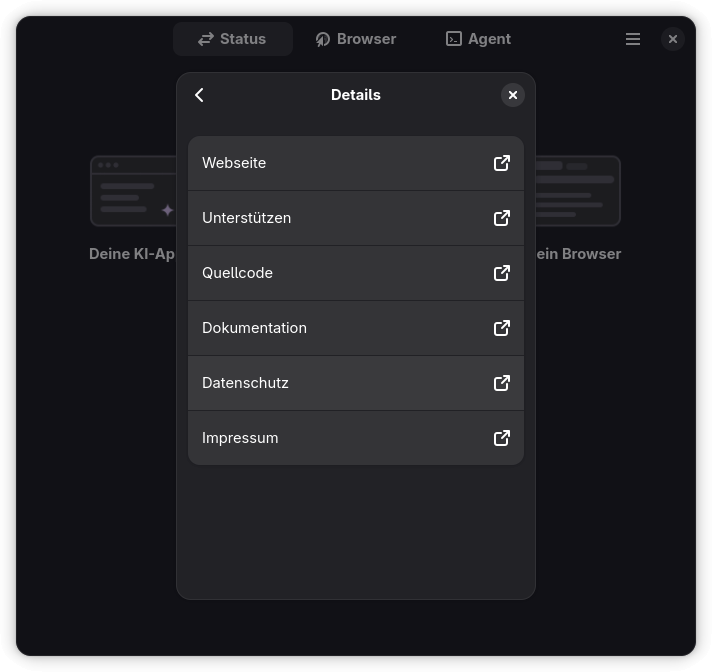 Status
Browser
Agent
Details
Webseite
Unterstützen
Quellcode
Dokumentation
Datenschutz
Impressum
Deine KI-Ap
ein Browser